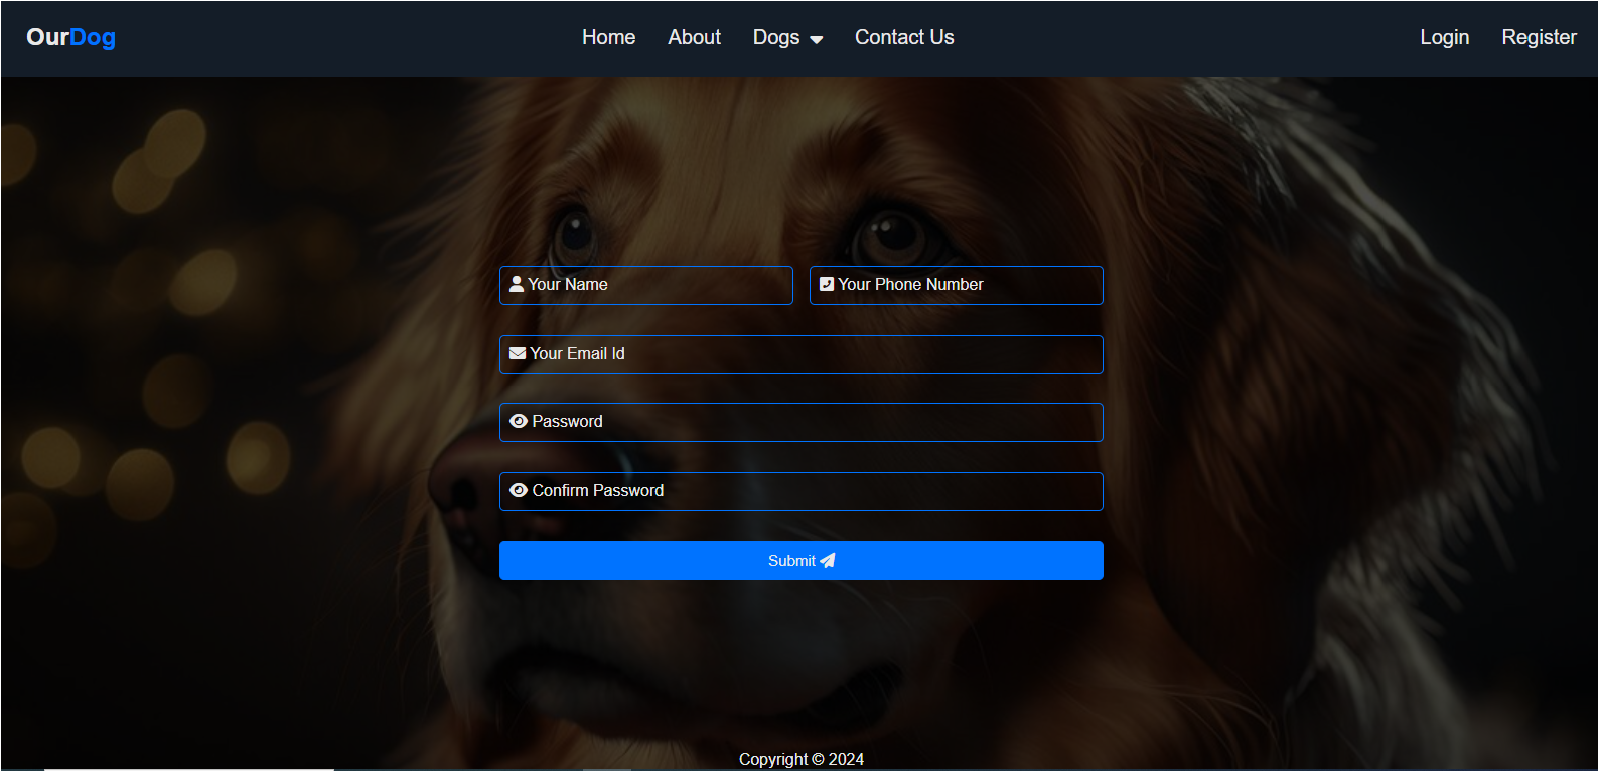 OurDog Home About Dogs Contact Us Login Register
Your Name Your Phone Number
Your Email Id
Password
Confirm Password
Submit
Copyright © 2024